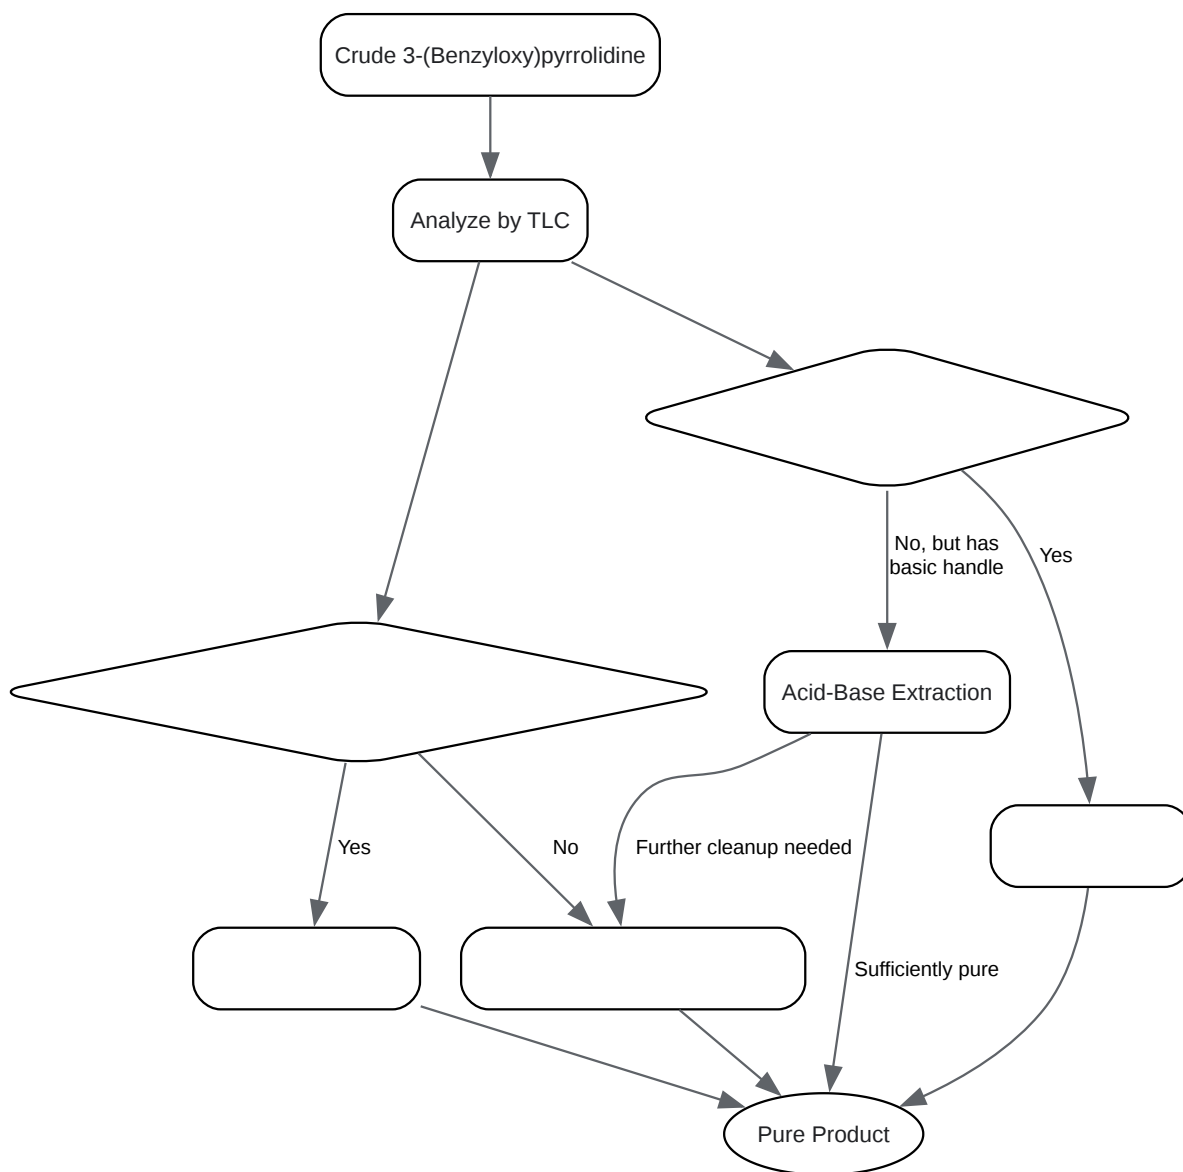 Crude 3-(Benzyloxy)pyrrolidine
Analyze by TLC
No, but has
basic handle
Yes
Acid-Base Extraction
Yes
No
Further cleanup needed
Sufficiently pure
Pure Product